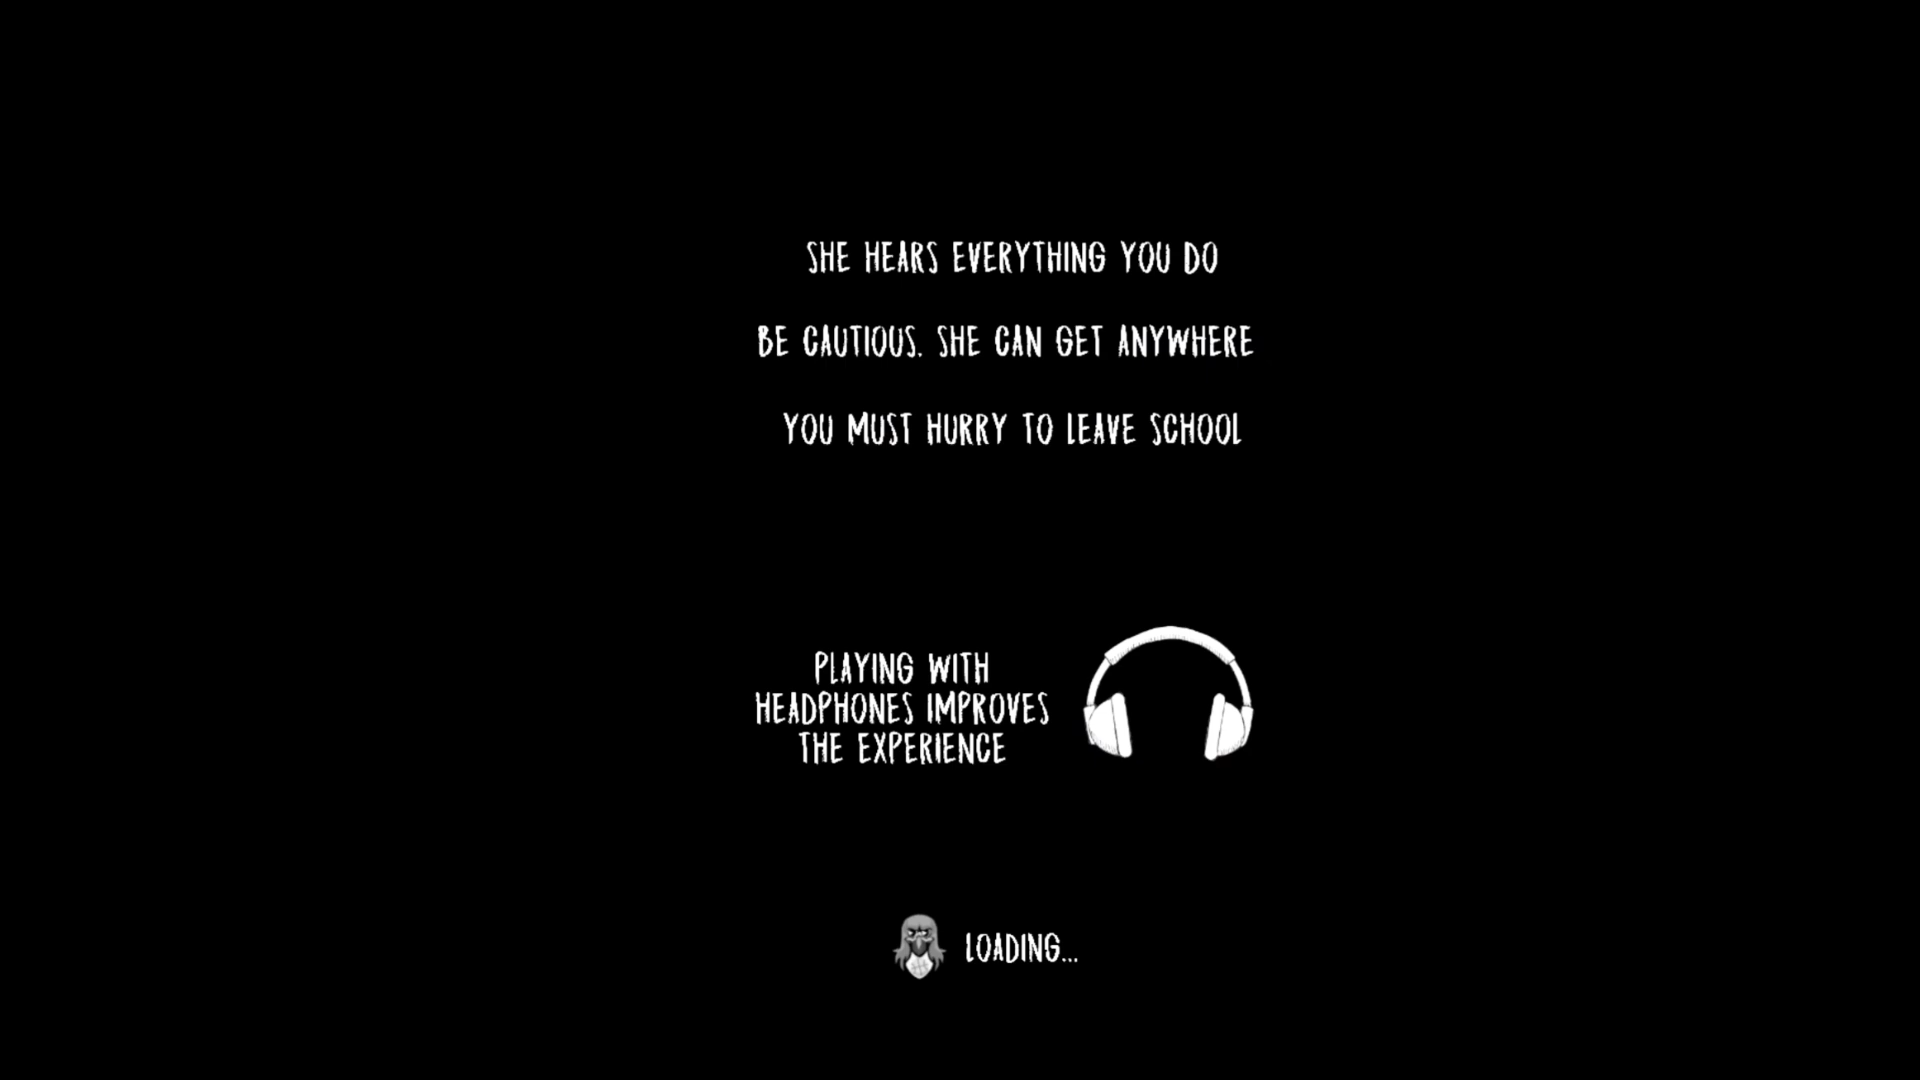 SHE HEARS EVERYTHING YOU DO
BE CAUTIOUS. SHE CAN GET ANYWHERE
YOU MUST HURRY TO LEAVE SCHOOL
PLAYING WITH
HEADPHONES IMPROVES
THE EXPERIENCE
LOADING...